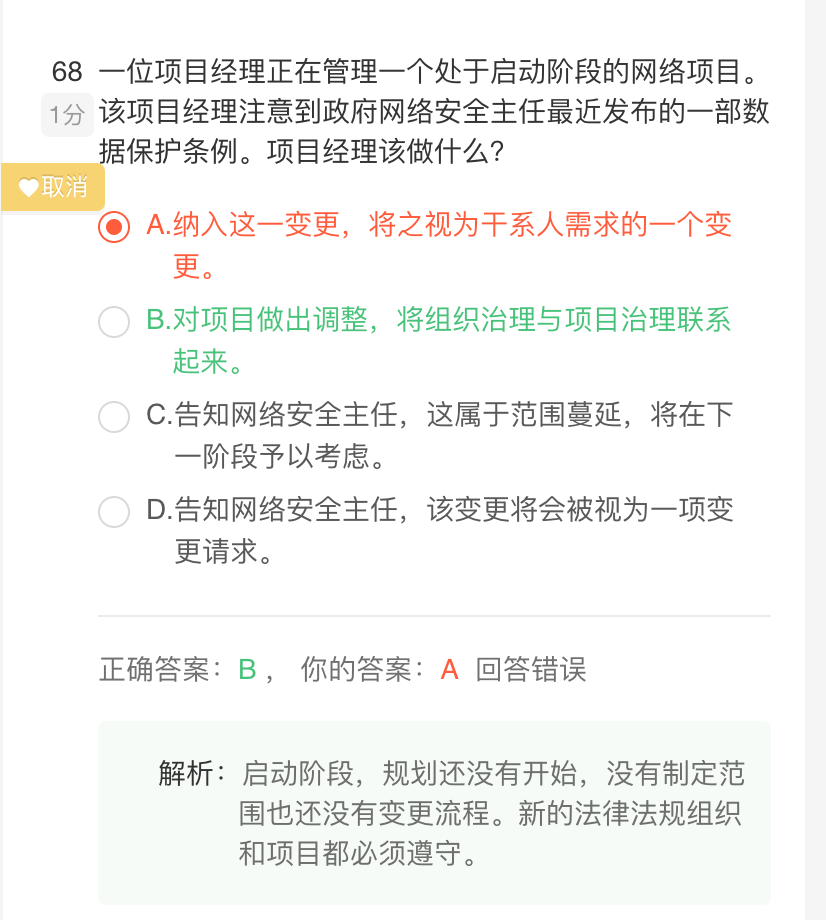 68 一位项目经理正在管理一个处于启动阶段的网络项目。
1分 该项目经理注意到政府网络安全主任最近发布的一部数
据保护条例。项目经理该做什么？
取消
A.纳入这一变更，将之视为干系人需求的一个变
更。
B.对项目做出调整，将组织治理与项目治理联系
起来。
C.告知网络安全主任，这属于范围蔓延，将在下
一阶段予以考虑。
D.告知网络安全主任，该变更将会被视为一项变
更请求。
正确答案：B ， 你的答案：A 回答错误
解析：启动阶段，规划还没有开始，没有制定范
围也还没有变更流程。新的法律法规组织
和项目都必须遵守。